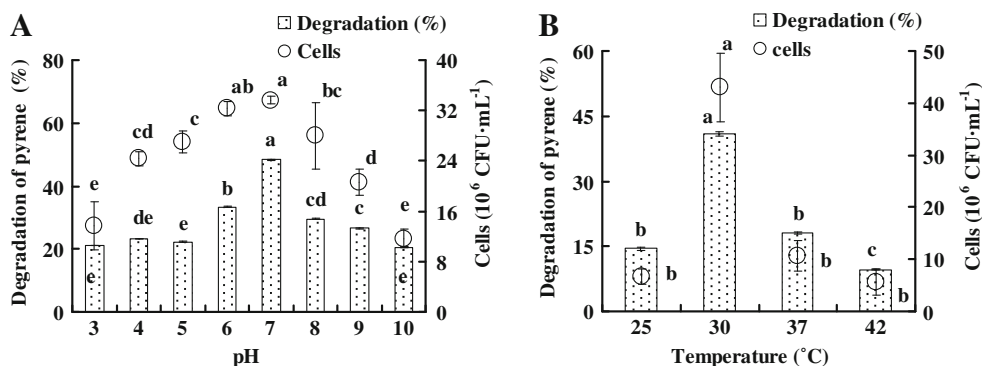 A
Degradation (%)
Cells
80
60
40
20
0
Degradation of pyrene (%)
40
32
24
16
8
0
Cells (10^6 CFU·mL^-1)
e
cd
c
ab
a
bc
d
e
e
de
e
b
a
cd
c
e
3 4 5 6 7 8 9 10
pH
B
Degradation (%)
cells
60
45
30
15
0
Degradation of pyrene (%)
50
40
30
20
10
0
Cells (10^6 CFU·mL^-1)
a
a
b
b
c
b
b
b
25 30 37 42
Temperature (°C)